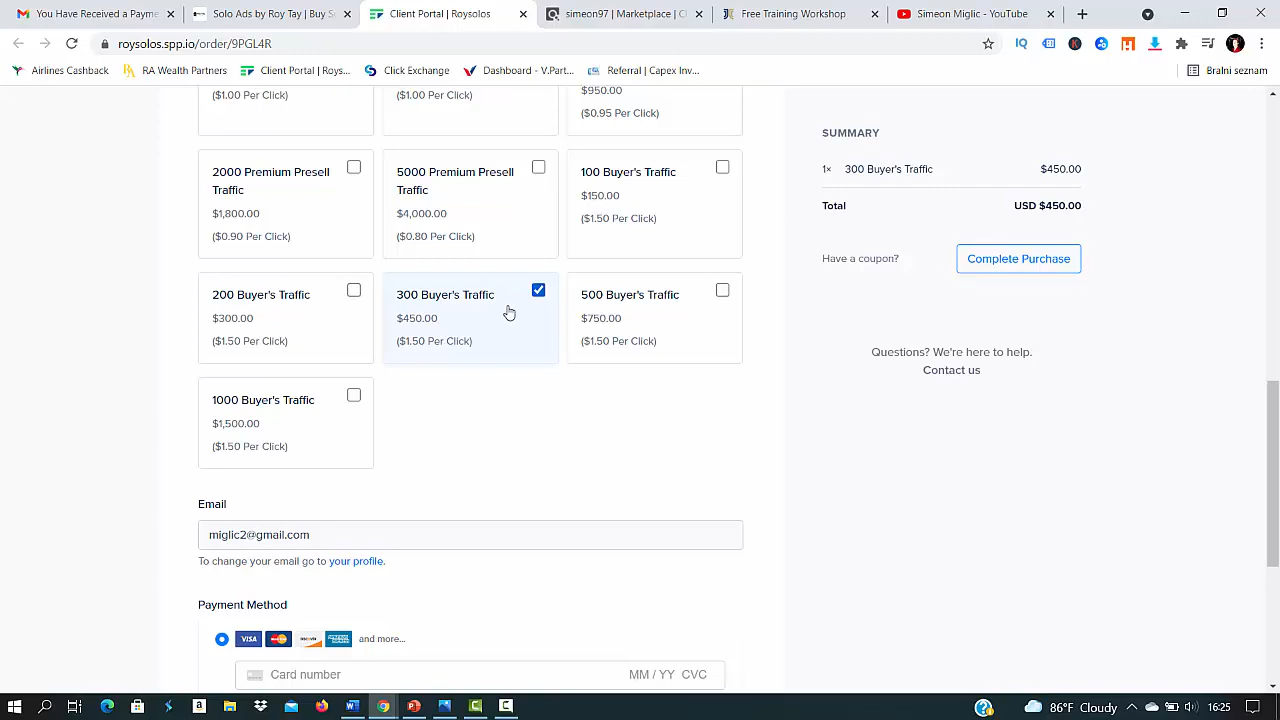 You Have Received a Payme
Solo Ads by Roy Tay | Buy S
Client Portal | Roysolos
simeon97 | Marketplace | Cl
Free Training Workshop
Simeon Miglic - YouTube
roysolos.spp.io/order/9PGL4R
Airlines Cashback
RA Wealth Partners
Client Portal | Roys...
Click Exchange
Dashboard - V.Part...
Referral | Capex Inv...
Bralni seznam
($1.00 Per Click)
($1.00 Per Click)
$950.00
($0.95 Per Click)
2000 Premium Presell
Traffic
$1,800.00
($0.90 Per Click)
5000 Premium Presell
Traffic
$4,000.00
($0.80 Per Click)
100 Buyer's Traffic
$150.00
($1.50 Per Click)
200 Buyer's Traffic
$300.00
($1.50 Per Click)
300 Buyer's Traffic
$450.00
($1.50 Per Click)
500 Buyer's Traffic
$750.00
($1.50 Per Click)
1000 Buyer's Traffic
$1,500.00
($1.50 Per Click)
Email
miglic2@gmail.com
To change your email go to your profile.
Payment Method
VISA
and more...
Card number
MM / YY CVC
SUMMARY
1× 300 Buyer's Traffic $450.00
Total USD $450.00
Have a coupon?
Complete Purchase
Questions? We're here to help.
Contact us
86°F Cloudy
16:25